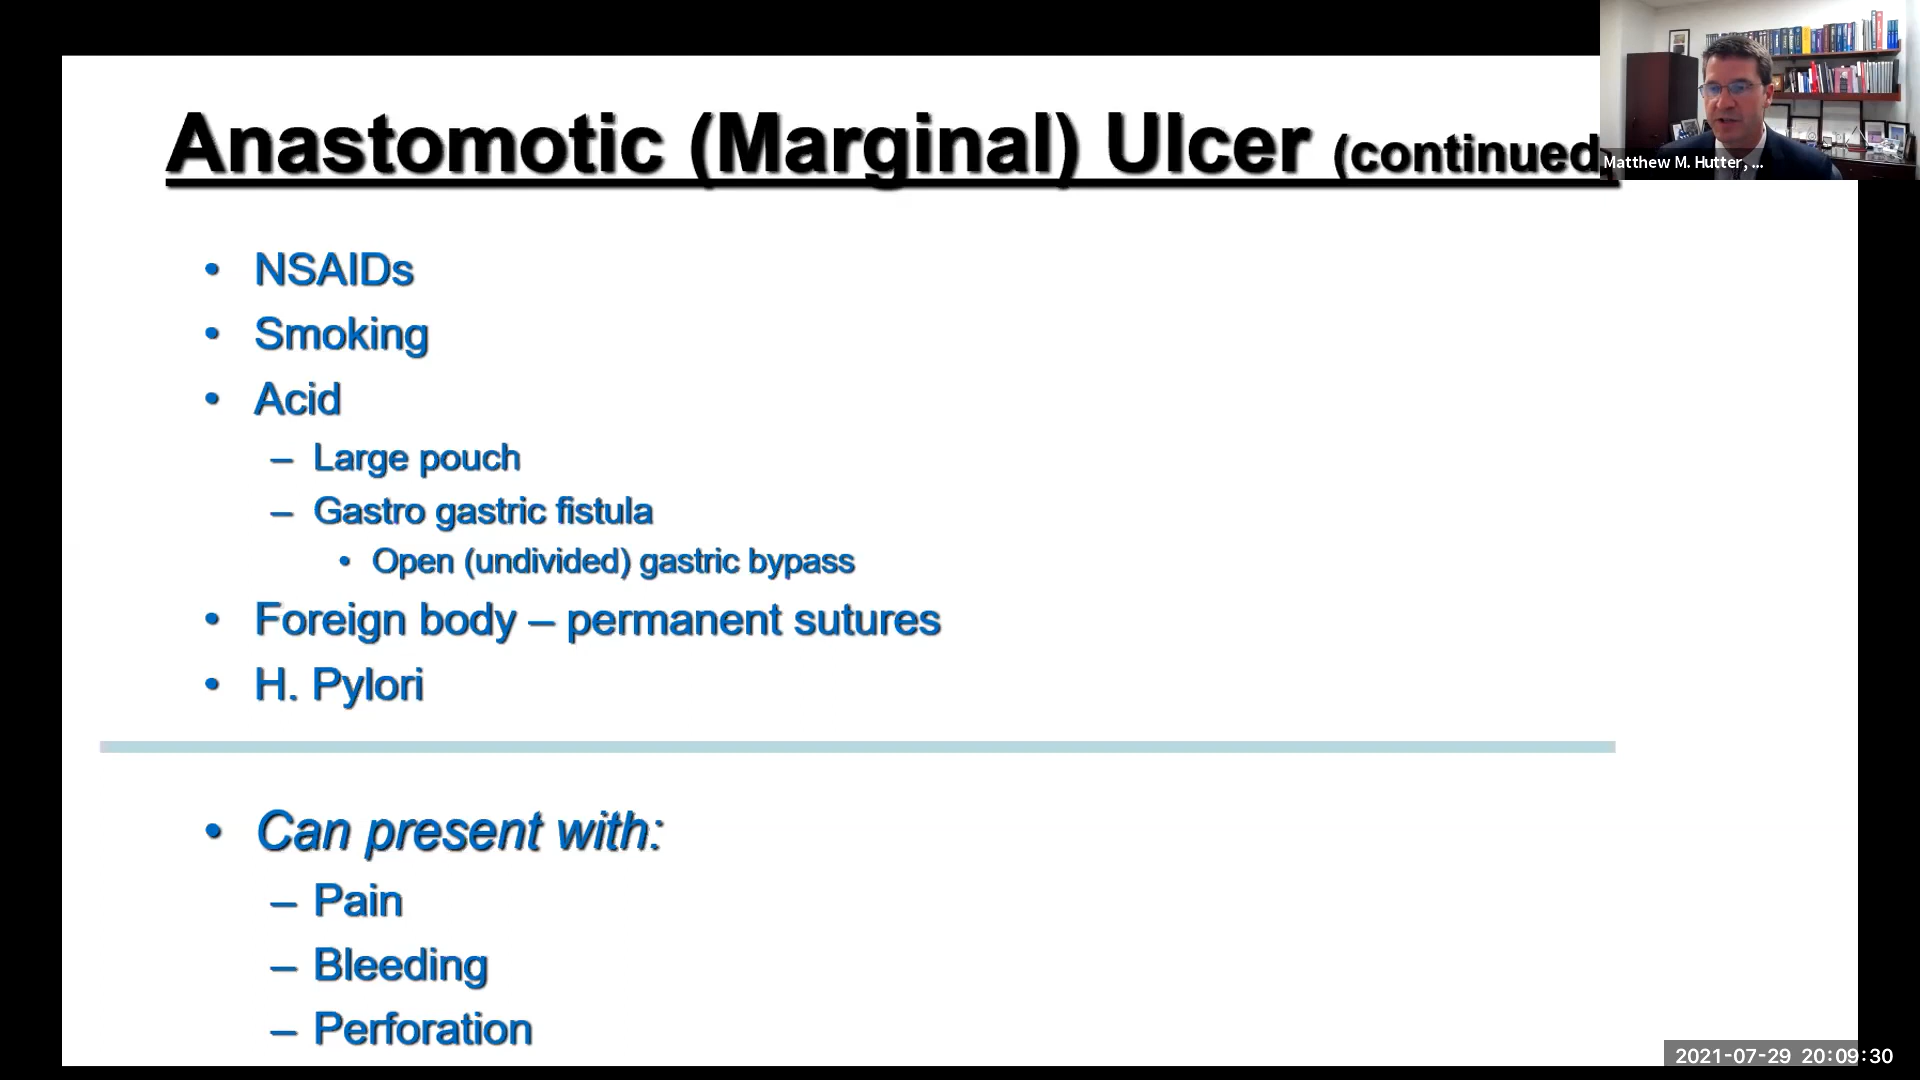 Anastomotic (Marginal) Ulcer (continued)
Matthew M. Hutter, ...
• NSAIDs
• Smoking
• Acid
– Large pouch
– Gastro gastric fistula
• Open (undivided) gastric bypass
• Foreign body – permanent sutures
• H. Pylori
• Can present with:
– Pain
– Bleeding
– Perforation
2021-07-29 20:09:30